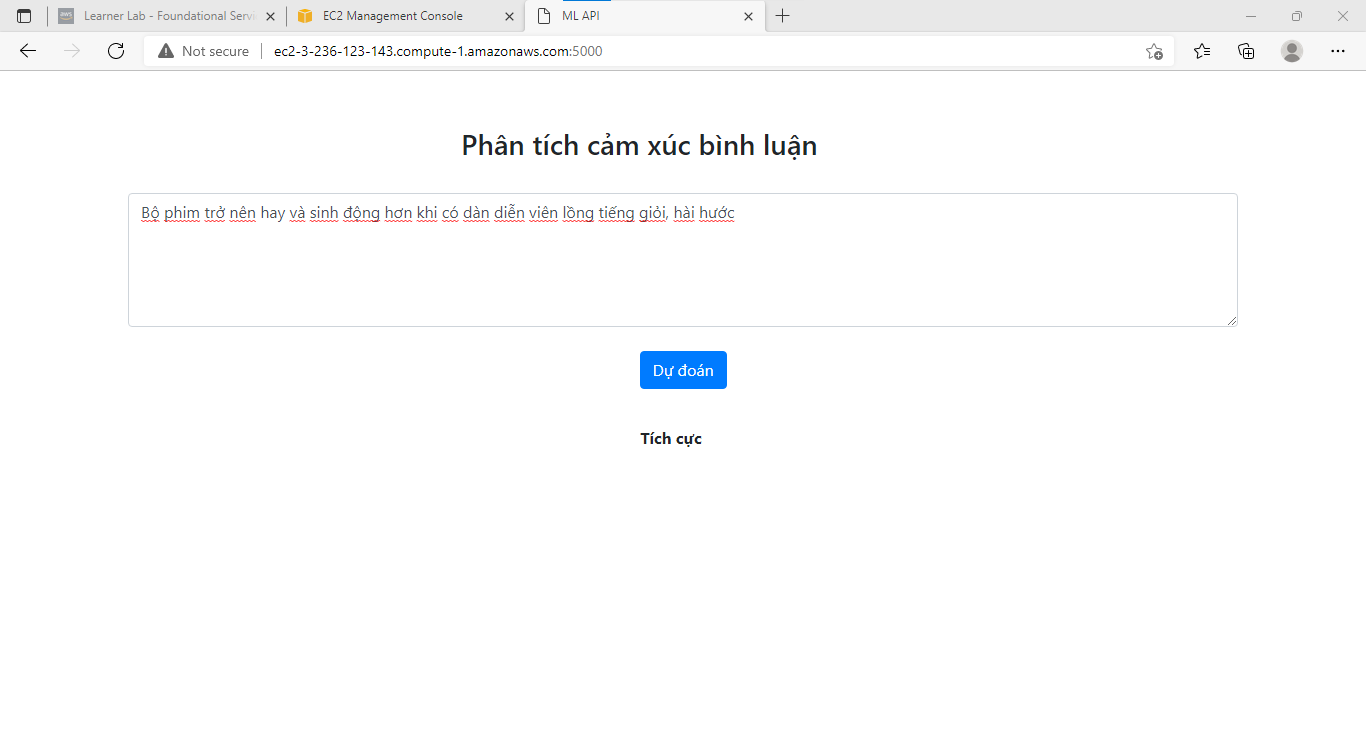 aws
Learner Lab - Foundational Servi
EC2 Management Console
ML API
Not secure
ec2-3-236-123-143.compute-1.amazonaws.com:5000
Phân tích cảm xúc bình luận
Bộ phim trở nên hay và sinh động hơn khi có dàn diễn viên lồng tiếng giỏi, hài hước
Dự đoán
Tích cực